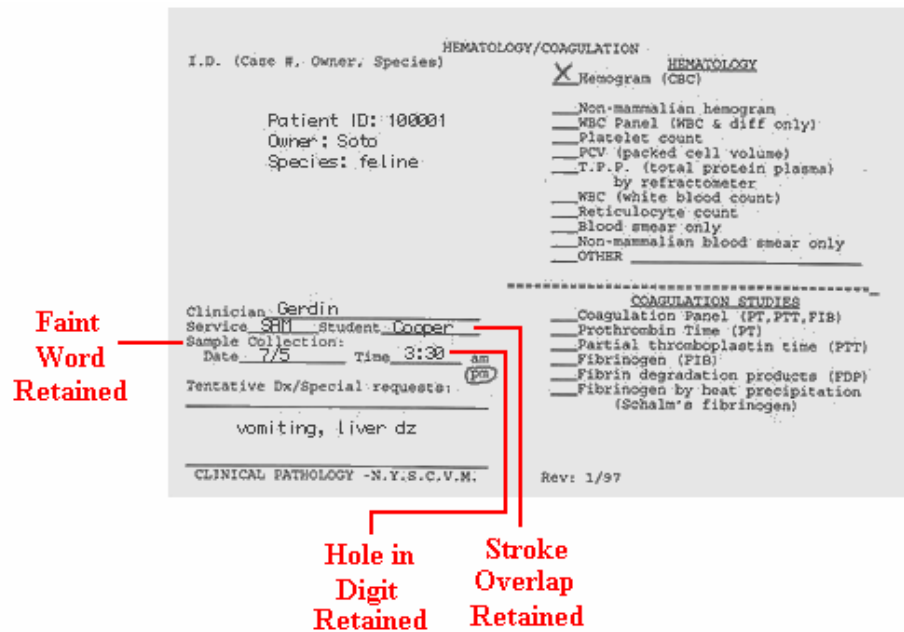 HEMATOLOGY/COAGULATION
I.D. (Case #, Owner, Species)
Patient ID: 100001
Owner: Soto
Species: feline
HEMATOLOGY
X Hemogram (CBC)
___Non-mammalian hemogram
___WBC Panel (WBC & diff only)
___Platelet count
___PCV (packed cell volume)
___T.P.P. (total protein plasma)
by refractometer
___WBC (white blood count)
___Reticulocyte count
___Blood smear only
___Non-mammalian blood smear only
___OTHER
Clinician Gerdin
Service SAM Student Cooper
Sample Collection:
Date 7/5 Time 3:30 am
pm
Tentative Dx/Special requests:
vomiting, liver dz
CLINICAL PATHOLOGY -N.Y.S.C.V.M.
COAGULATION STUDIES
___Coagulation Panel (PT,PTT,FIB)
___Prothrombin Time (PT)
___Partial thromboplastin time (PTT)
___Fibrinogen (FIB)
___Fibrin degradation products (FDP)
___Fibrinogen by heat precipitation
(Schalm's fibrinogen)
Rev: 1/97
Faint
Word
Retained
Hole in
Digit
Retained
Stroke
Overlap
Retained